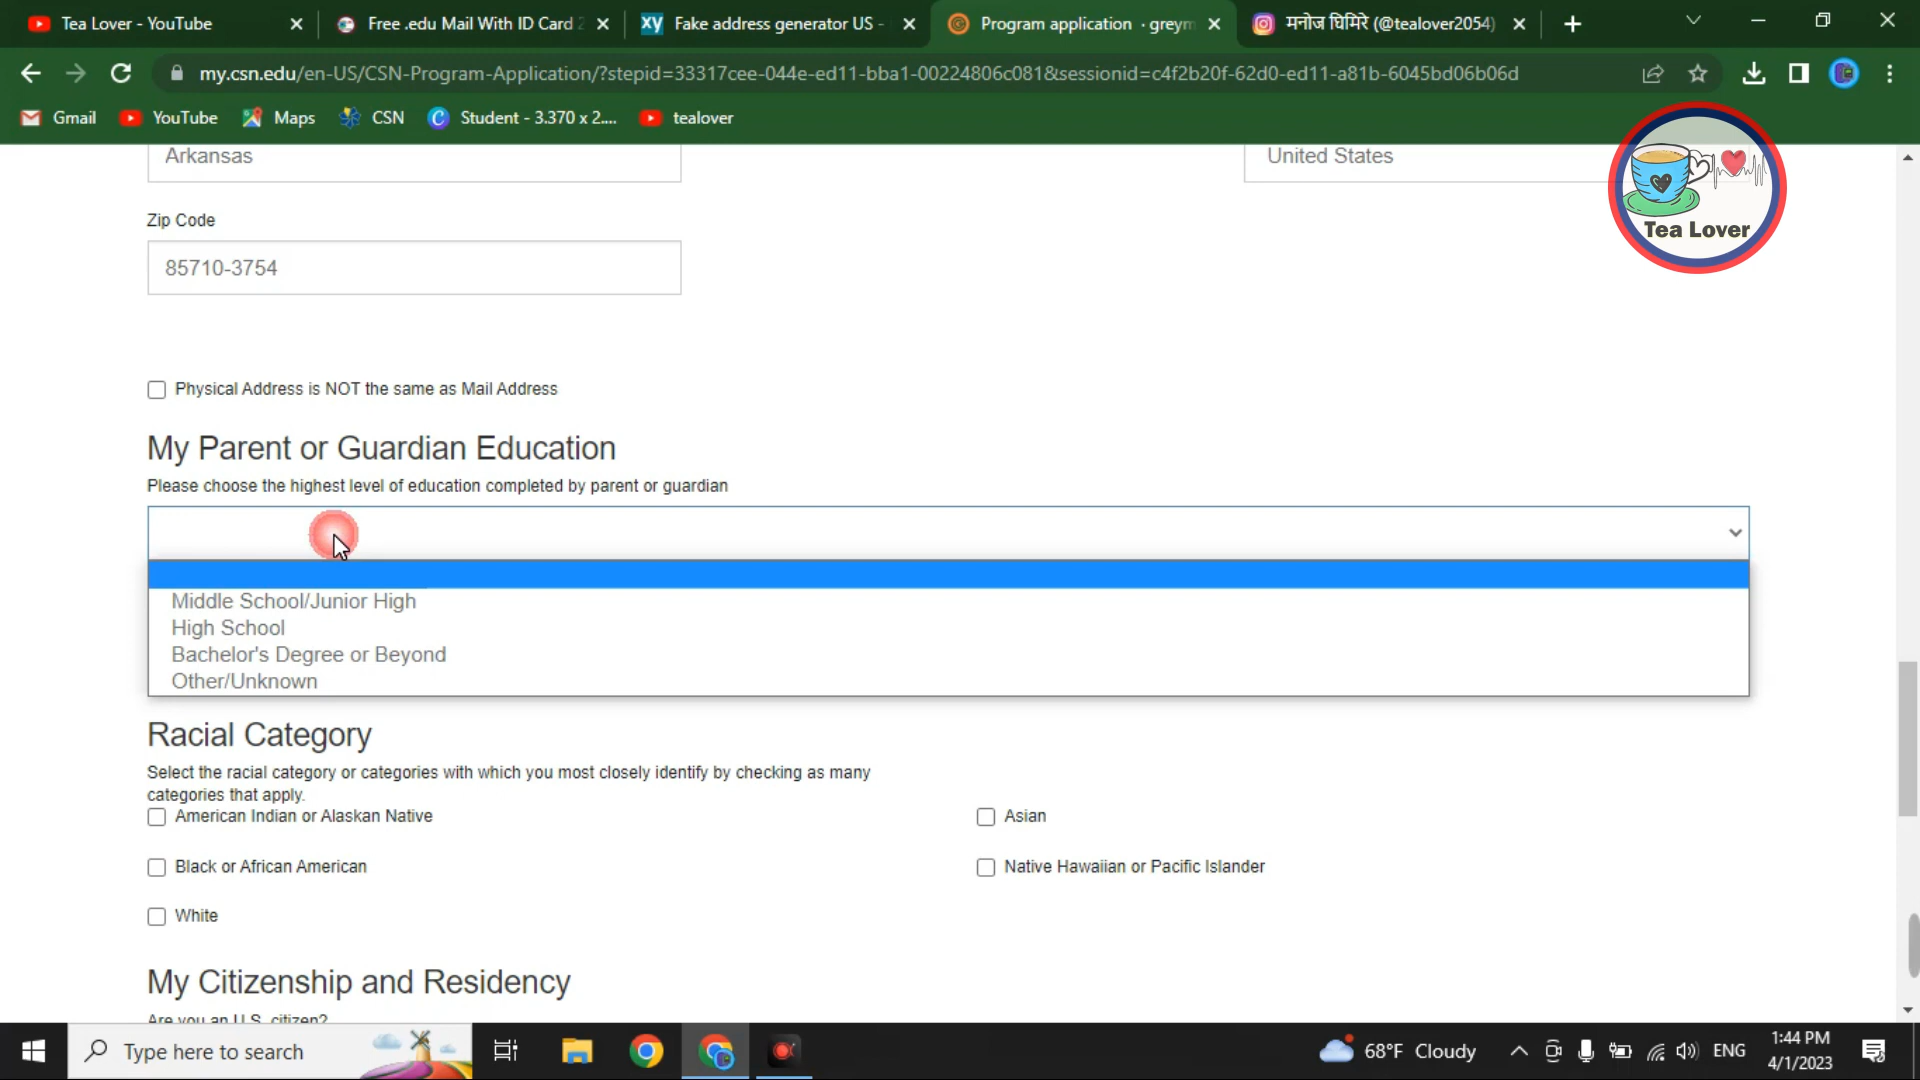 Tea Lover - YouTube
Free .edu Mail With ID Card 2
Fake address generator US -
Program application · greym
मनोज घिमिरे (@tealover2054)
my.csn.edu/en-US/CSN-Program-Application/?stepid=33317cee-044e-ed11-bba1-00224806c081&sessionid=c4f2b20f-62d0-ed11-a81b-6045bd06b06d
Gmail
YouTube
Maps
CSN
Student - 3.370 x 2....
tealover
Arkansas
United States
Tea Lover
Zip Code
85710-3754
Physical Address is NOT the same as Mail Address
My Parent or Guardian Education
Please choose the highest level of education completed by parent or guardian
Middle School/Junior High
High School
Bachelor's Degree or Beyond
Other/Unknown
Racial Category
Select the racial category or categories with which you most closely identify by checking as many
categories that apply.
American Indian or Alaskan Native
Asian
Black or African American
Native Hawaiian or Pacific Islander
White
My Citizenship and Residency
Are you an U.S. citizen?
Type here to search
68°F Cloudy
ENG
1:44 PM
4/1/2023